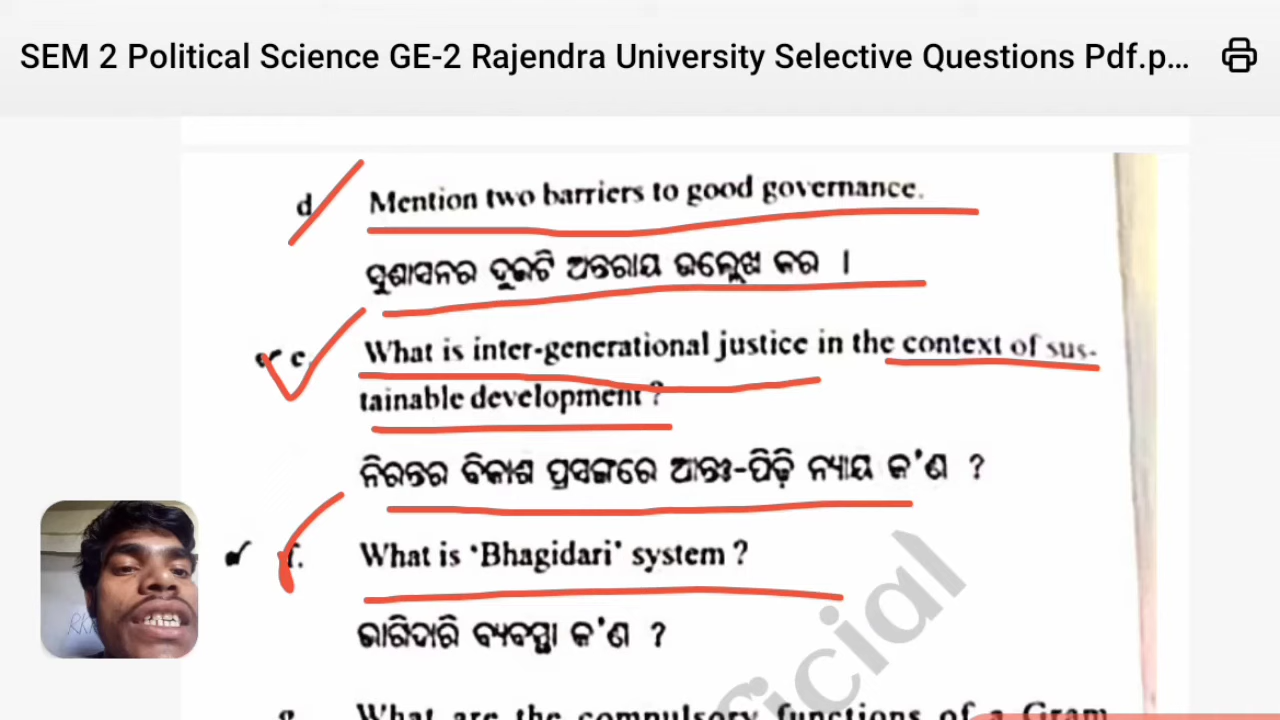 SEM 2 Political Science GE-2 Rajendra University Selective Questions Pdf.p...
d. Mention two barriers to good governance.
ସୁଶାସନର ଦୁଇଟି ଅନ୍ତରାୟ ଉଲ୍ଲେଖ କର ।
e. What is inter-generational justice in the context of sus-
tainable development ?
ନିରନ୍ତର ବିକାଶ ପ୍ରସଙ୍ଗରେ ଆନ୍ତଃ-ପିଢ଼ି ନ୍ୟାୟ କ'ଣ ?
f. What is 'Bhagidari' system ?
ଭାଗିଦାରି ବ୍ୟବସ୍ଥା କ'ଣ ?
g. What are the compulsory functions of a Gram